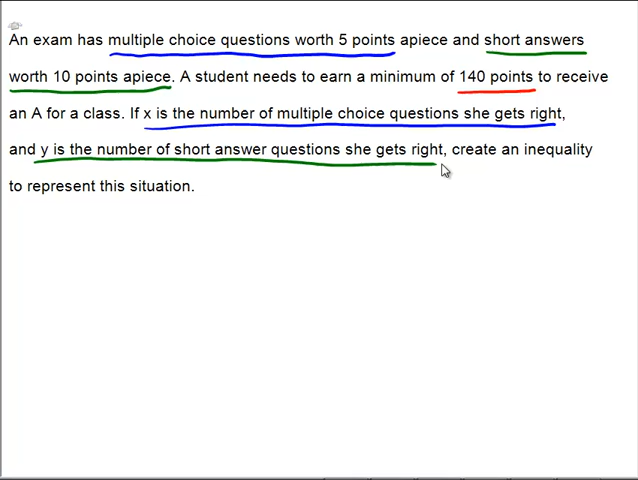 An exam has multiple choice questions worth 5 points apiece and short answers
worth 10 points apiece. A student needs to earn a minimum of 140 points to receive
an A for a class. If x is the number of multiple choice questions she gets right,
and y is the number of short answer questions she gets right, create an inequality
to represent this situation.